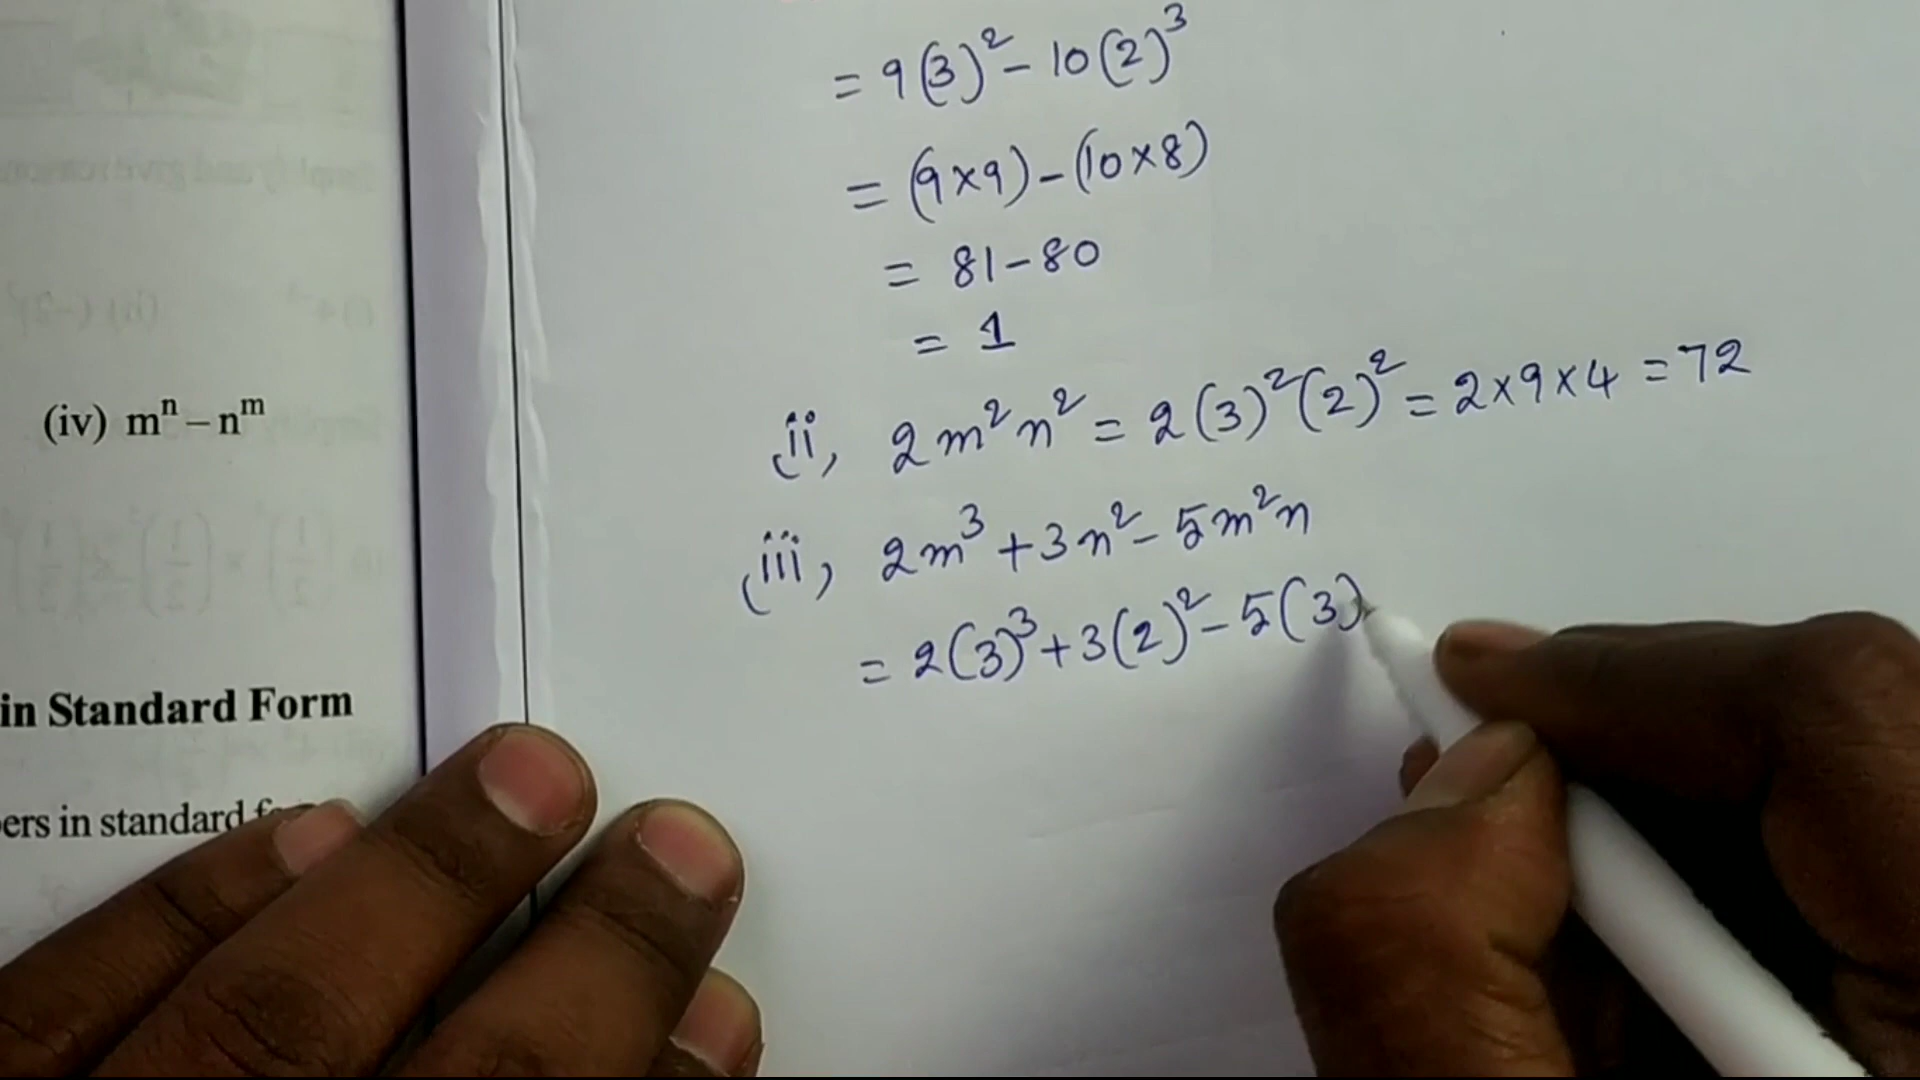 = 9(3)² - 10(2)³
= (9×9) - (10×8)
= 81 - 80
= 1
(iv) mⁿ – nᵐ
(ii, 2m²n² = 2(3)²(2)² = 2×9×4 = 72
(iii, 2m³ + 3n² - 5m²n
= 2(3)³ + 3(2)² - 5(3)
in Standard Form
ers in standard